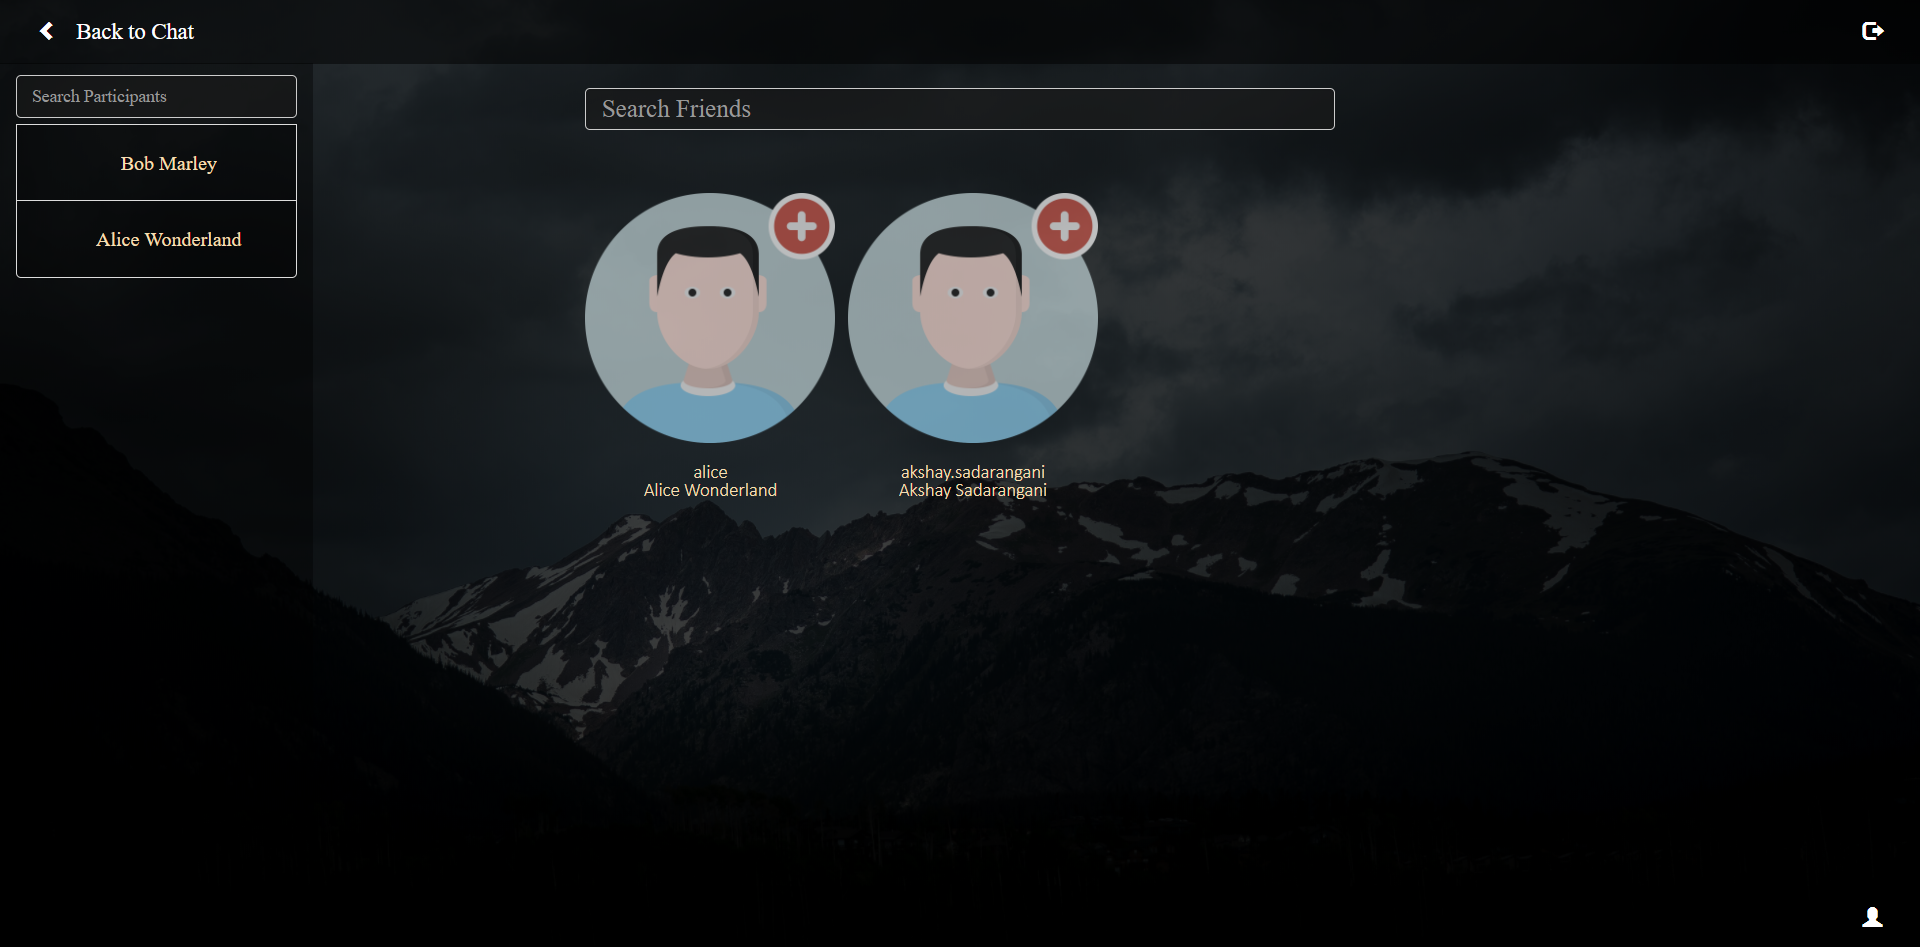 Back to Chat
Search Participants
Bob Marley
Alice Wonderland
Search Friends
alice
Alice Wonderland
akshay.sadarangani
Akshay Sadarangani